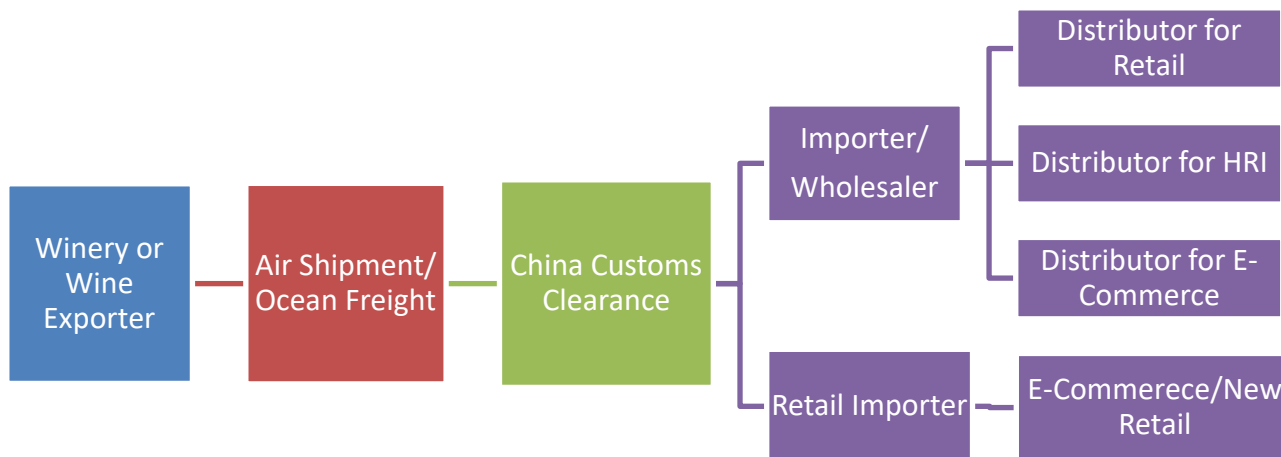 Winery or
Wine
Exporter
Air Shipment/
Ocean Freight
China Customs
Clearance
Importer/
Wholesaler
Retail Importer
Distributor for
Retail
Distributor for HRI
Distributor for E-
Commerce
E-Commerece/New
Retail